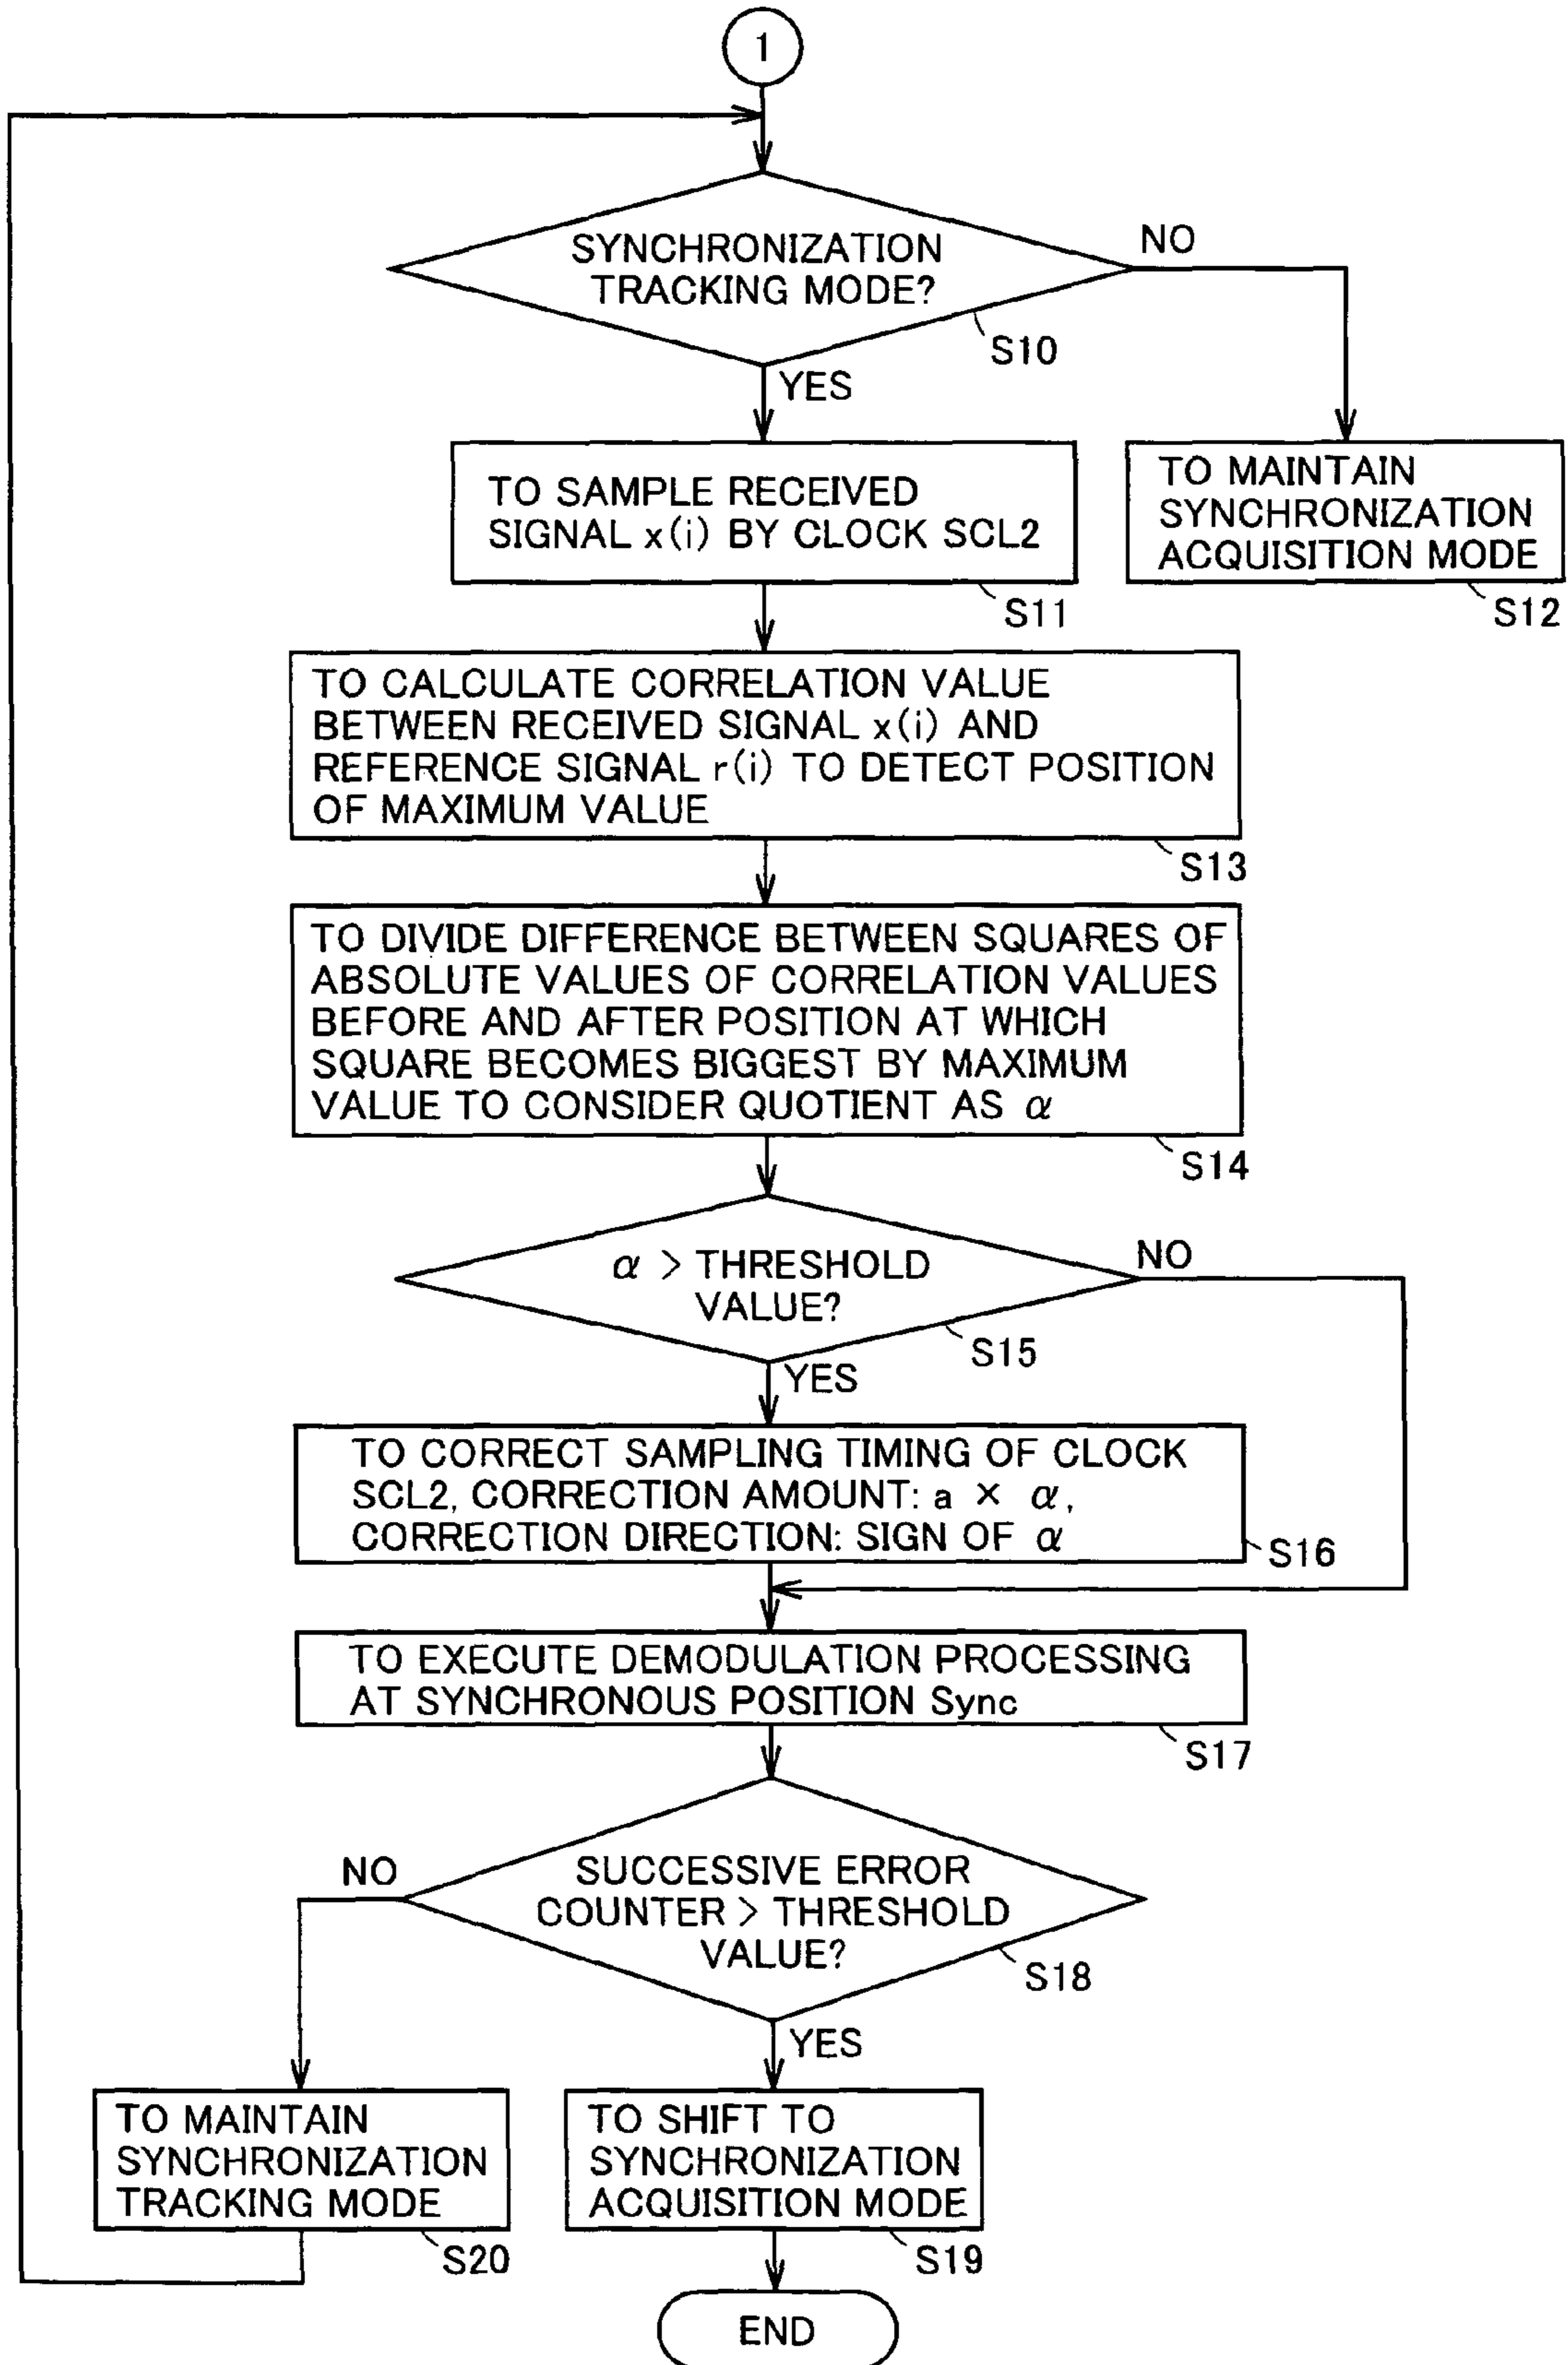 1
SYNCHRONIZATION
TRACKING MODE?
NO
S10
YES
TO SAMPLE RECEIVED
SIGNAL x(i) BY CLOCK SCL2
S11
TO MAINTAIN
SYNCHRONIZATION
ACQUISITION MODE
S12
TO CALCULATE CORRELATION VALUE
BETWEEN RECEIVED SIGNAL x(i) AND
REFERENCE SIGNAL r(i) TO DETECT POSITION
OF MAXIMUM VALUE
S13
TO DIVIDE DIFFERENCE BETWEEN SQUARES OF
ABSOLUTE VALUES OF CORRELATION VALUES
BEFORE AND AFTER POSITION AT WHICH
SQUARE BECOMES BIGGEST BY MAXIMUM
VALUE TO CONSIDER QUOTIENT AS α
S14
α > THRESHOLD
VALUE?
NO
S15
YES
TO CORRECT SAMPLING TIMING OF CLOCK
SCL2, CORRECTION AMOUNT: a × α,
CORRECTION DIRECTION: SIGN OF α
S16
TO EXECUTE DEMODULATION PROCESSING
AT SYNCHRONOUS POSITION Sync
S17
NO
SUCCESSIVE ERROR
COUNTER > THRESHOLD
VALUE?
S18
YES
TO MAINTAIN
SYNCHRONIZATION
TRACKING MODE
S20
TO SHIFT TO
SYNCHRONIZATION
ACQUISITION MODE
S19
END